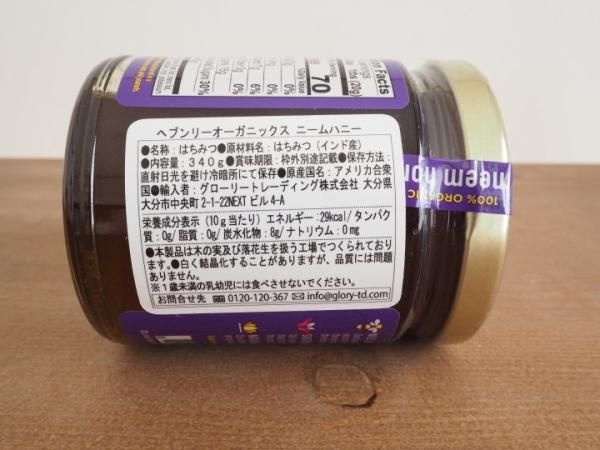 ヘブンリーオーガニックス ニームハニー
●名称：はちみつ●原材料名：はちみつ（インド産）
●内容量：３４０ｇ●賞味期限：枠外別途記載●保存方法：
直射日光を避け冷暗所にて保存●原産国名：アメリカ合衆
国●輸入者：グローリートレーディング株式会社 大分県
大分市中央町2-1-22NEXT ビル 4-A
栄養成分表示（10ｇ当たり）エネルギー :29kcal/ タンパク
質:0g/ 脂質:0g/ 炭水化物：8g/ ナトリウム：0 mg
●本製品は木の実及び落花生を扱う工場でつくられており
ます。●白く結晶化することがありますが、品質には問題
ありません。
※１歳未満の乳幼児には食べさせないでください。
お問合せ先 0120-120-367 info@glory-td.com
100% ORGANIC
neem
Facts
(20g)
70
0%
6%
0%
30%